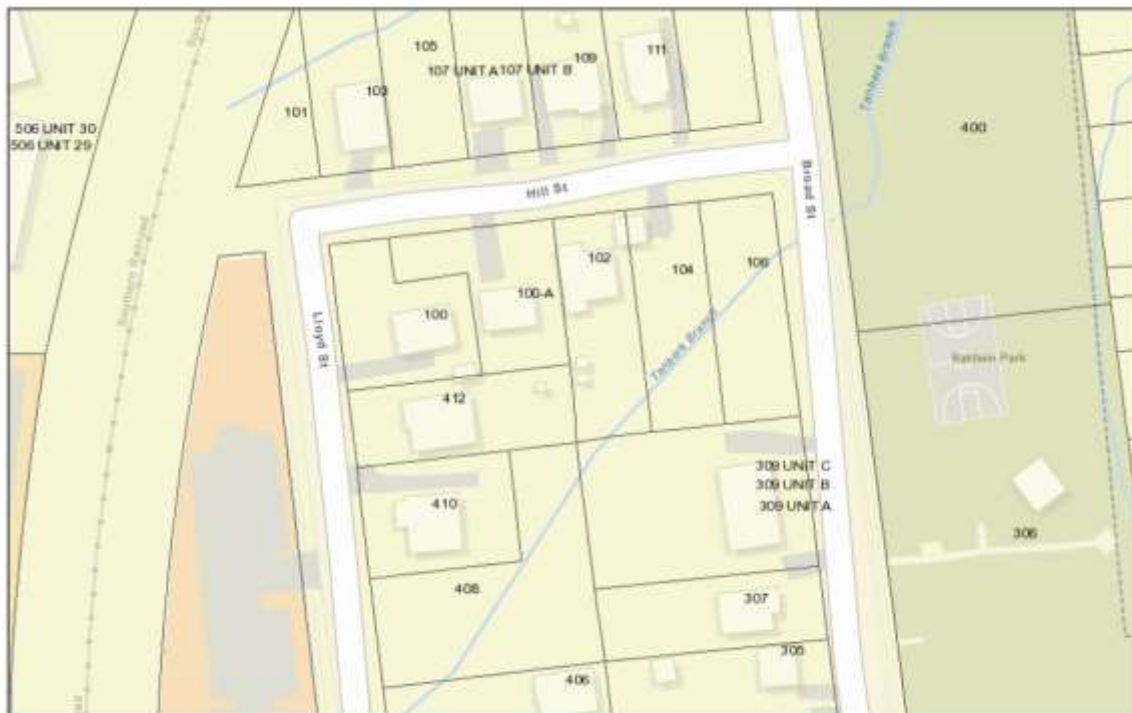 Tanbark Branch
105
109
111
107 UNIT A 107 UNIT B
103
101
506 UNIT 30
506 UNIT 29
400
Hill St
Broad St
Southern Railroad
102
104
106
100-A
100
Lloyd St
Tanbark Branch
Baldwin Park
412
309 UNIT C
309 UNIT B
309 UNIT A
410
306
408
307
305
406